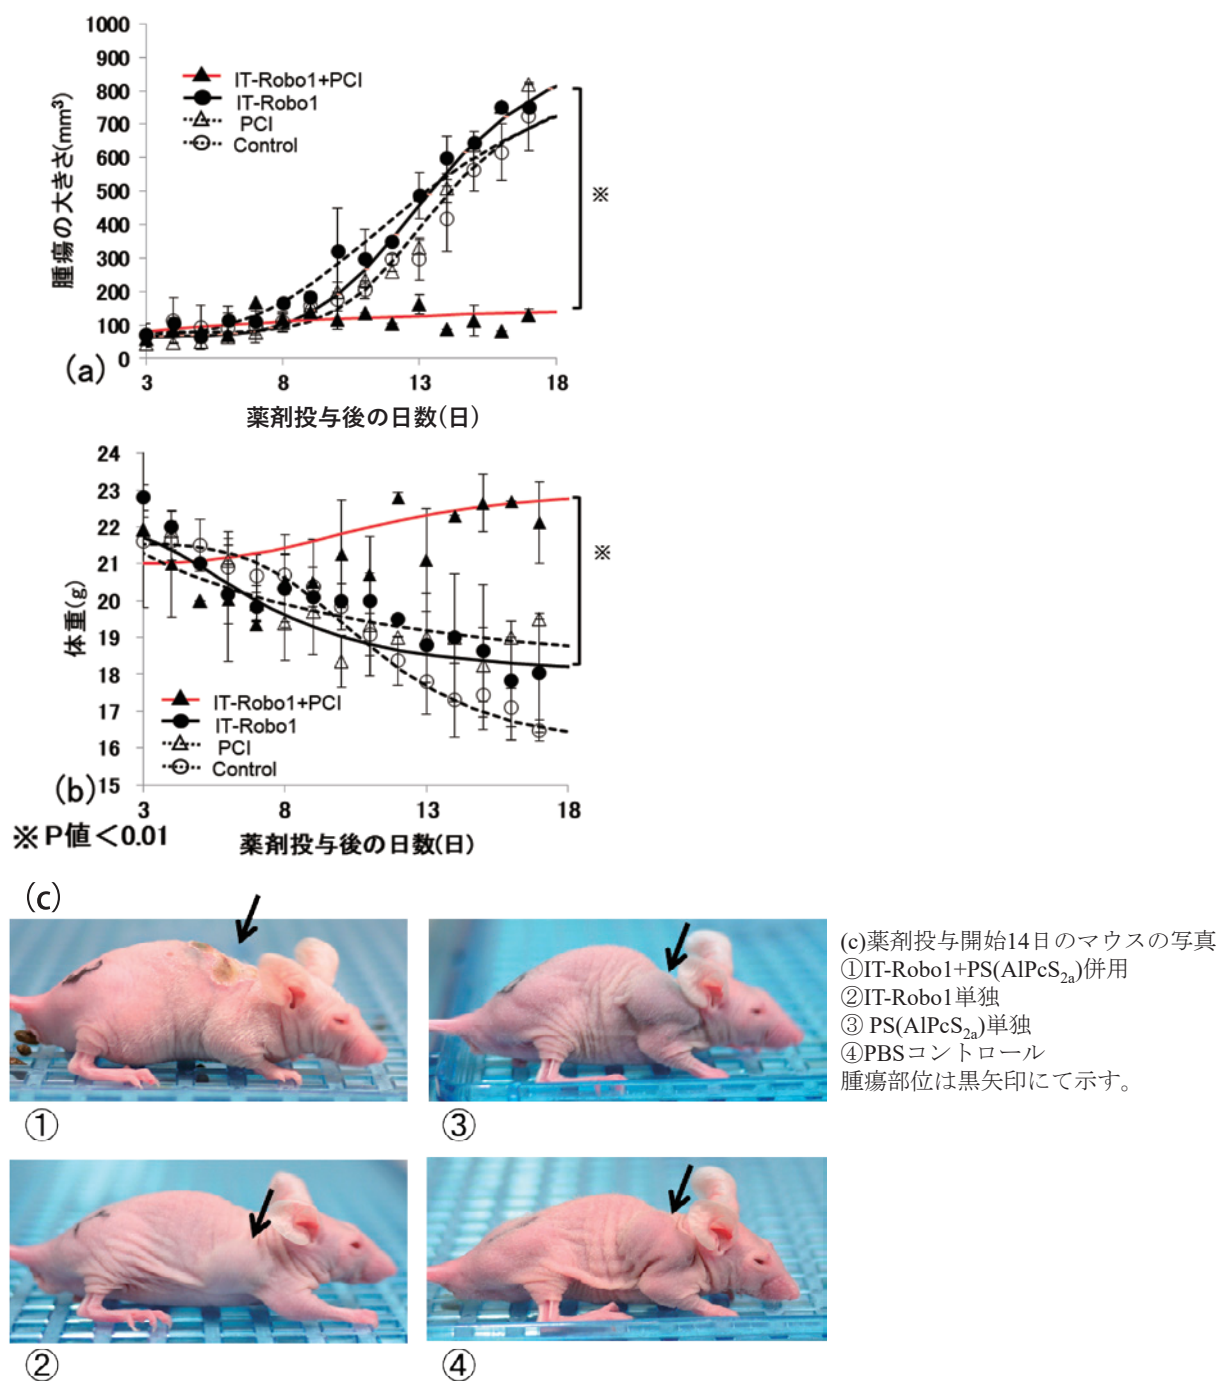 1000
900
800
700
600
500
400
300
200
100
0
腫瘍の大きさ(mm³)
IT-Robo1+PCI
IT-Robo1
PCI
Control
※
(a)
3 8 13 18
薬剤投与後の日数(日)
24
23
22
21
20
19
18
17
16
15
体重(g)
※
IT-Robo1+PCI
IT-Robo1
PCI
Control
(b)
3 8 13 18
※P値<0.01
薬剤投与後の日数(日)
(c)
(c)薬剤投与開始14日のマウスの写真
①IT-Robo1+PS(AlPcS₂ₐ)併用
②IT-Robo1単独
③ PS(AlPcS₂ₐ)単独
④PBSコントロール
腫瘍部位は黒矢印にて示す。
①
③
②
④